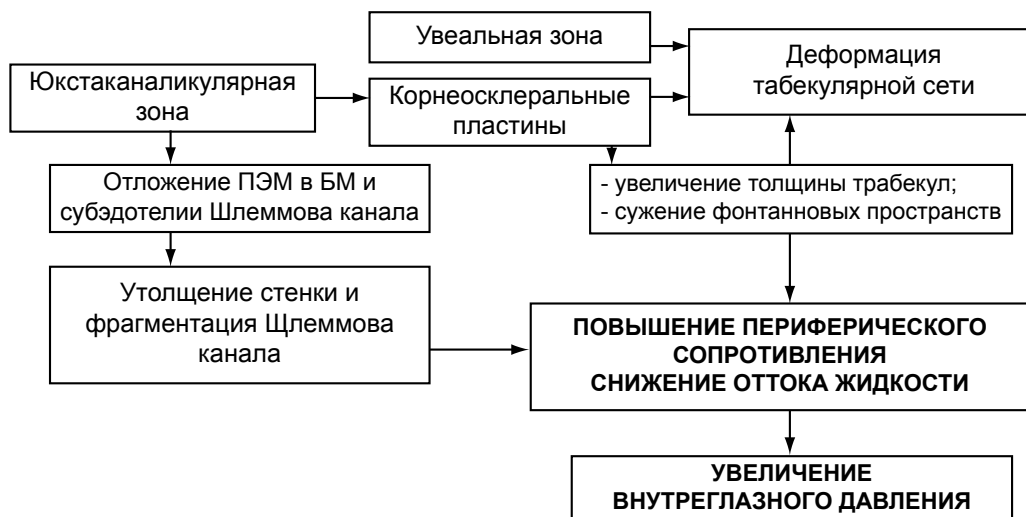 Увеальная зона
Деформация
табекулярной сети
Юкстаканаликулярная
зона
Корнеосклеральные
пластины
Отложение ПЭМ в БМ и
субэдотелии Шлеммова канала
- увеличение толщины трабекул;
- сужение фонтанновых пространств
Утолщение стенки и
фрагментация Щлеммова
канала
ПОВЫШЕНИЕ ПЕРИФЕРИЧЕСКОГО
СОПРОТИВЛЕНИЯ
СНИЖЕНИЕ ОТТОКА ЖИДКОСТИ
УВЕЛИЧЕНИЕ
ВНУТРЕГЛАЗНОГО ДАВЛЕНИЯ